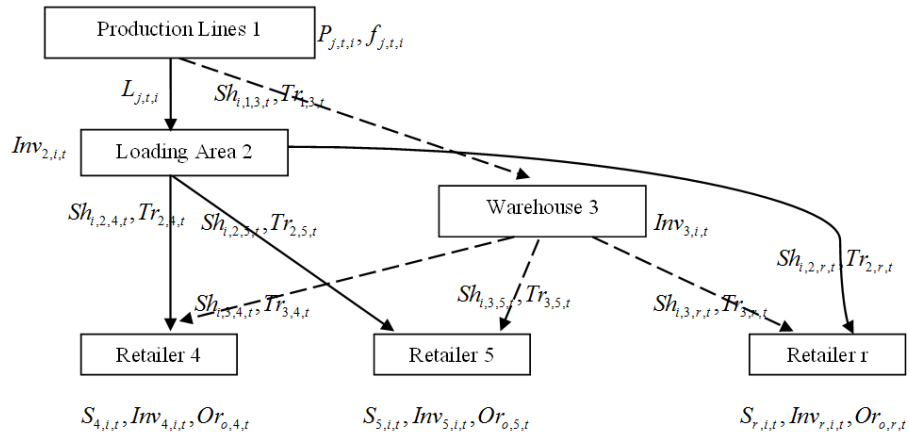 Production Lines 1
P_{j,t,i}, f_{j,t,i}
L_{j,t,i}
Sh_{i,1,3,t}, Tr_{1,3,t}
Inv_{2,i,t}
Loading Area 2
Warehouse 3
Inv_{3,i,t}
Sh_{i,2,4,t}, Tr_{2,4,t}
Sh_{i,2,5,t}, Tr_{2,5,t}
Sh_{i,2,r,t}, Tr_{2,r,t}
Sh_{i,3,4,t}, Tr_{3,4,t}
Sh_{i,3,5,t}, Tr_{3,5,t}
Sh_{i,3,r,t}, Tr_{3,r,t}
Retailer 4
Retailer 5
Retailer r
S_{4,i,t}, Inv_{4,i,t}, Or_{o,4,t}
S_{5,i,t}, Inv_{5,i,t}, Or_{o,5,t}
S_{r,i,t}, Inv_{r,i,t}, Or_{o,r,t}